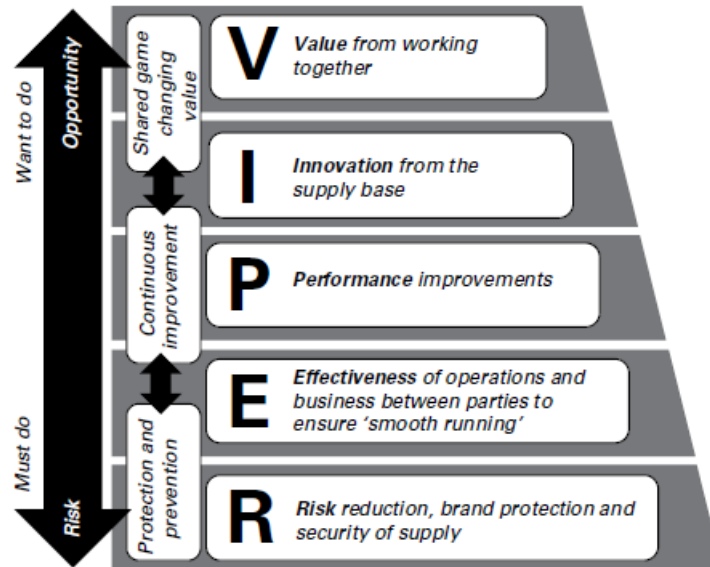 Want to do
Opportunity
Shared game
changing
value
V
Value from working
together
I
Innovation from the
supply base
Continuous
improvement
P
Performance improvements
E
Effectiveness of operations and
business between parties to
ensure ‘smooth running’
Must do
Risk
Protection and
prevention
R
Risk reduction, brand protection and
security of supply